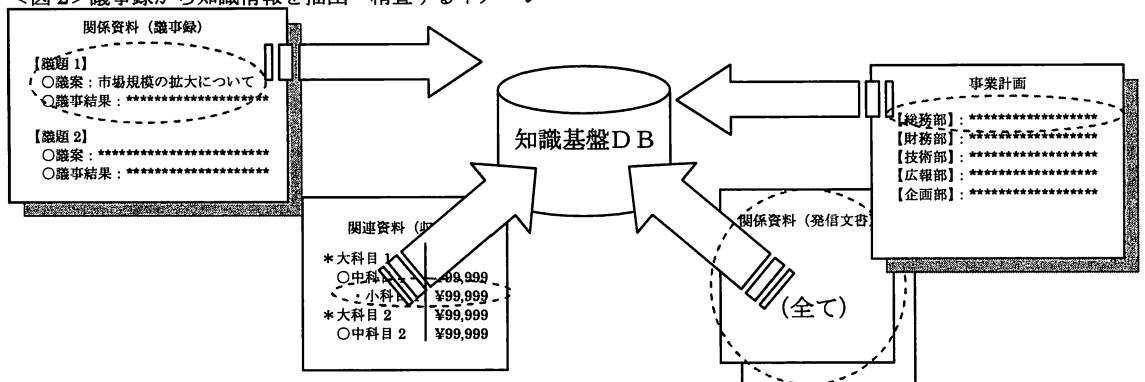 <図 2>議事録から知識情報を抽出・精査するイメージ
関係資料（議事録）
【議題 1】
○議案：市場規模の拡大について
○議事結果：********************
【議題 2】
○議案：************************
○議事結果：********************
知識基盤ＤＢ
事業計画
【総務部】：******************
【財務部】：******************
【技術部】：******************
【広報部】：******************
【企画部】：******************
関連資料（収
＊大科目 1
○中科目 ¥99,999
・小科目 ¥99,999
＊大科目 2 ¥99,999
○中科目 2 ¥99,999
関係資料（発信文書
(全て)